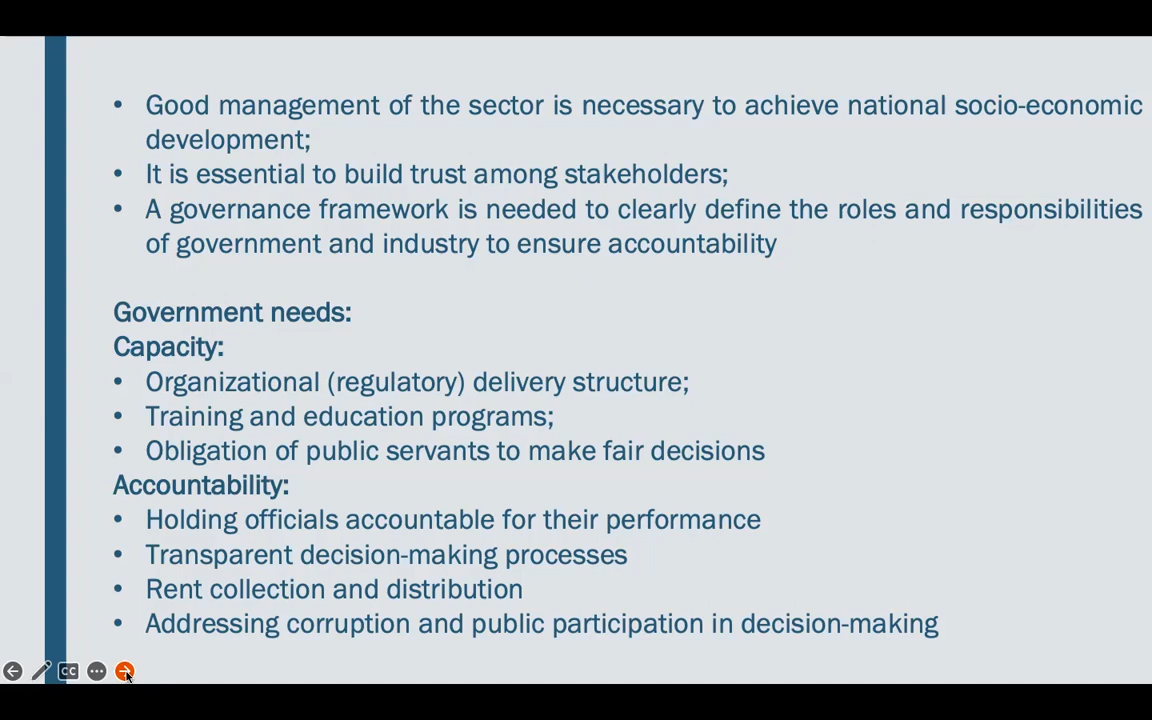 • Good management of the sector is necessary to achieve national socio-economic
development;
• It is essential to build trust among stakeholders;
• A governance framework is needed to clearly define the roles and responsibilities
of government and industry to ensure accountability
Government needs:
Capacity:
• Organizational (regulatory) delivery structure;
• Training and education programs;
• Obligation of public servants to make fair decisions
Accountability:
• Holding officials accountable for their performance
• Transparent decision-making processes
• Rent collection and distribution
• Addressing corruption and public participation in decision-making
CC